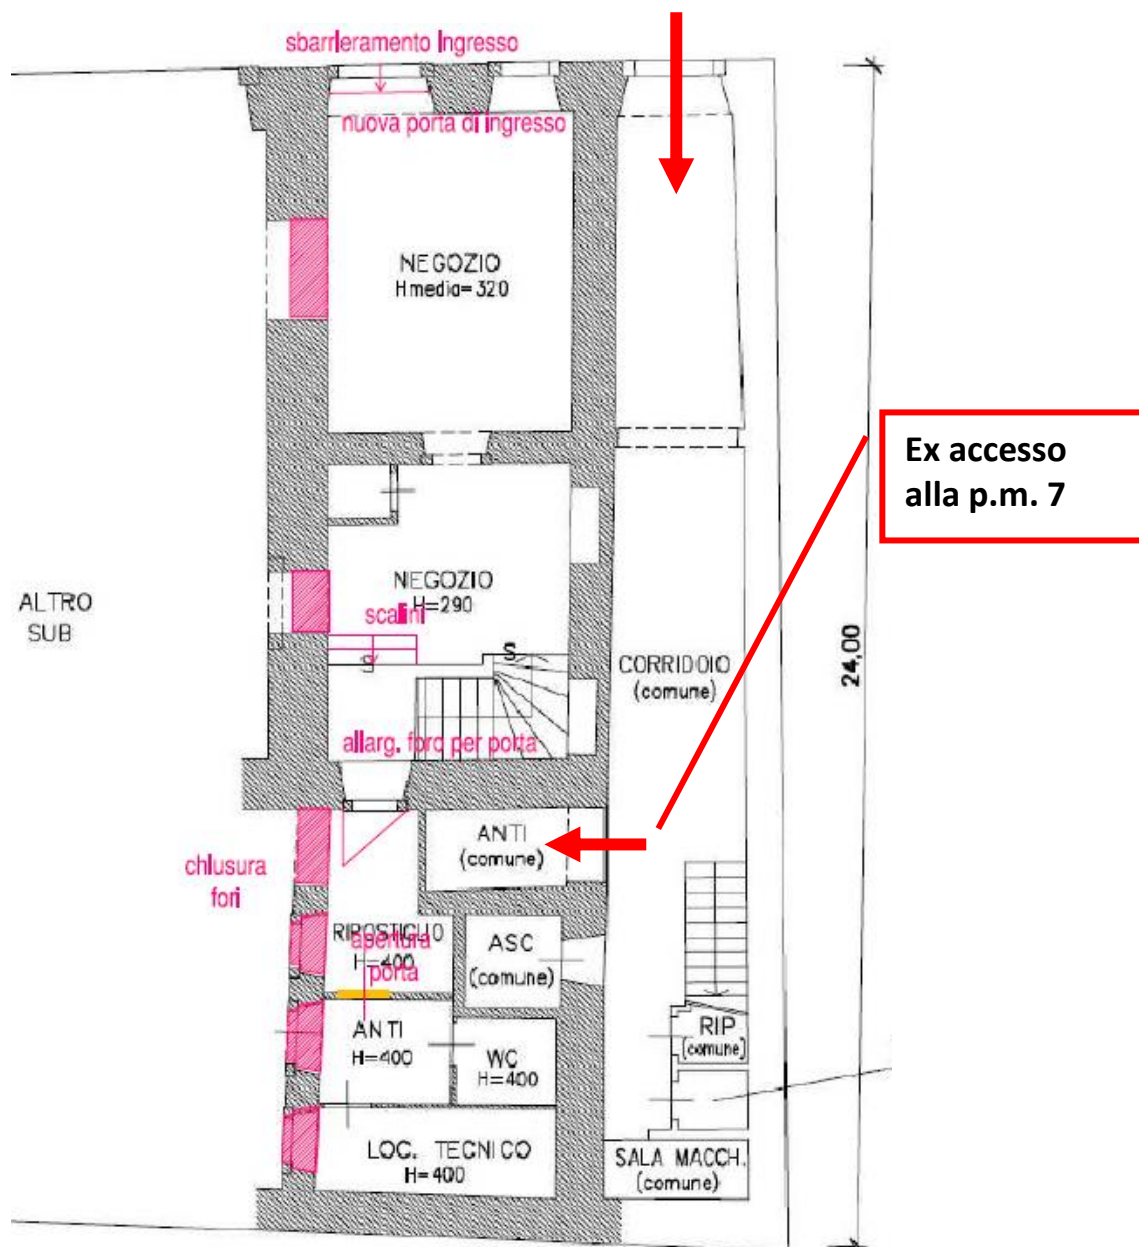 sbarrieramento Ingresso
nuova porta di Ingresso
NEGOZIO
Hmedia=320
Ex accesso
alla p.m. 7
NEGOZIO
H=290
scalini
ALTRO
SUB
S
CORRIDOIO
(comune)
24,00
allarg. foro per porta
ANTI
(comune)
chiusura
fori
RIPOSTIGLIO
apertura
H=400
porta
ASC
(comune)
ANTI
H=400
WC
H=400
RIP
(comune)
LOC. TECNICO
H=400
SALA MACCH.
(comune)